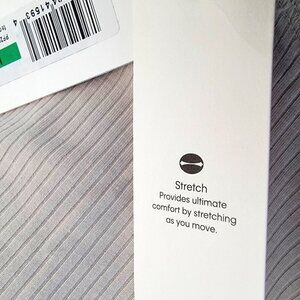 Stretch
Provides ultimate
comfort by stretching
as you move.